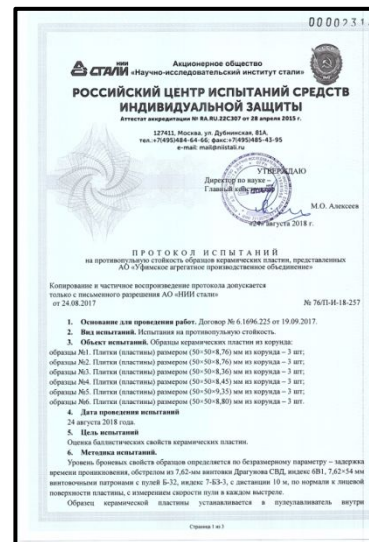 0000231
НИИ СТАЛИ
Акционерное общество
«Научно-исследовательский институт стали»
РОССИЙСКИЙ ЦЕНТР ИСПЫТАНИЙ СРЕДСТВ
ИНДИВИДУАЛЬНОЙ ЗАЩИТЫ
Аттестат аккредитации № RA.RU.22СЗ07 от 28 апреля 2015 г.
127411, Москва, ул. Дубнинская, 81А,
тел.+7(495)484-64-66; факс:+7(495)485-43-95
e-mail: mail@niistali.ru
УТВЕРЖДАЮ
Директор по науке –
Главный конструктор
М.О. Алексеев
«24» августа 2018 г.
ПРОТОКОЛ ИСПЫТАНИЙ
на противопульную стойкость образцов керамических пластин, представленных
АО «Уфимское агрегатное производственное объединение»
Копирование и частичное воспроизведение протокола допускается
только с письменного разрешения АО «НИИ стали»
от 24.08.2017 № 76/П-И-18-257
1. Основание для проведения работ. Договор № 6.1696.225 от 19.09.2017.
2. Вид испытаний. Испытания на противопульную стойкость.
3. Объект испытаний. Образцы керамических пластин из корунда:
образцы №1. Плитки (пластины) размером (50×50×8,76) мм из корунда – 3 шт;
образцы №2. Плитки (пластины) размером (50×50×8,76) мм из корунда – 3 шт;
образцы №3. Плитки (пластины) размером (50×50×8,36) мм из корунда – 3 шт;
образцы №4. Плитки (пластины) размером (50×50×8,45) мм из корунда – 3 шт;
образцы №5. Плитки (пластины) размером (50×50×9,35) мм из корунда – 3 шт;
образцы №6. Плитки (пластины) размером (50×50×8,80) мм из корунда – 3 шт.
4. Дата проведения испытаний
24 августа 2018 года.
5. Цель испытаний
Оценка баллистических свойств керамических пластин.
6. Методика испытаний.
Уровень броневых свойств образцов определяется по безразмерному параметру – задержка
времени проникновения, обстрелом из 7,62-мм винтовки Драгунова СВД, индекс 6В1, 7,62×54 мм
винтовочными патронами с пулей Б-32, индекс 7-БЗ-3, с дистанции 10 м, по нормали к лицевой
поверхности пластины, с измерением скорости пули в каждом выстреле.
Образец керамической пластины устанавливается в пулеулавливатель внутри
Страница 1 из 3